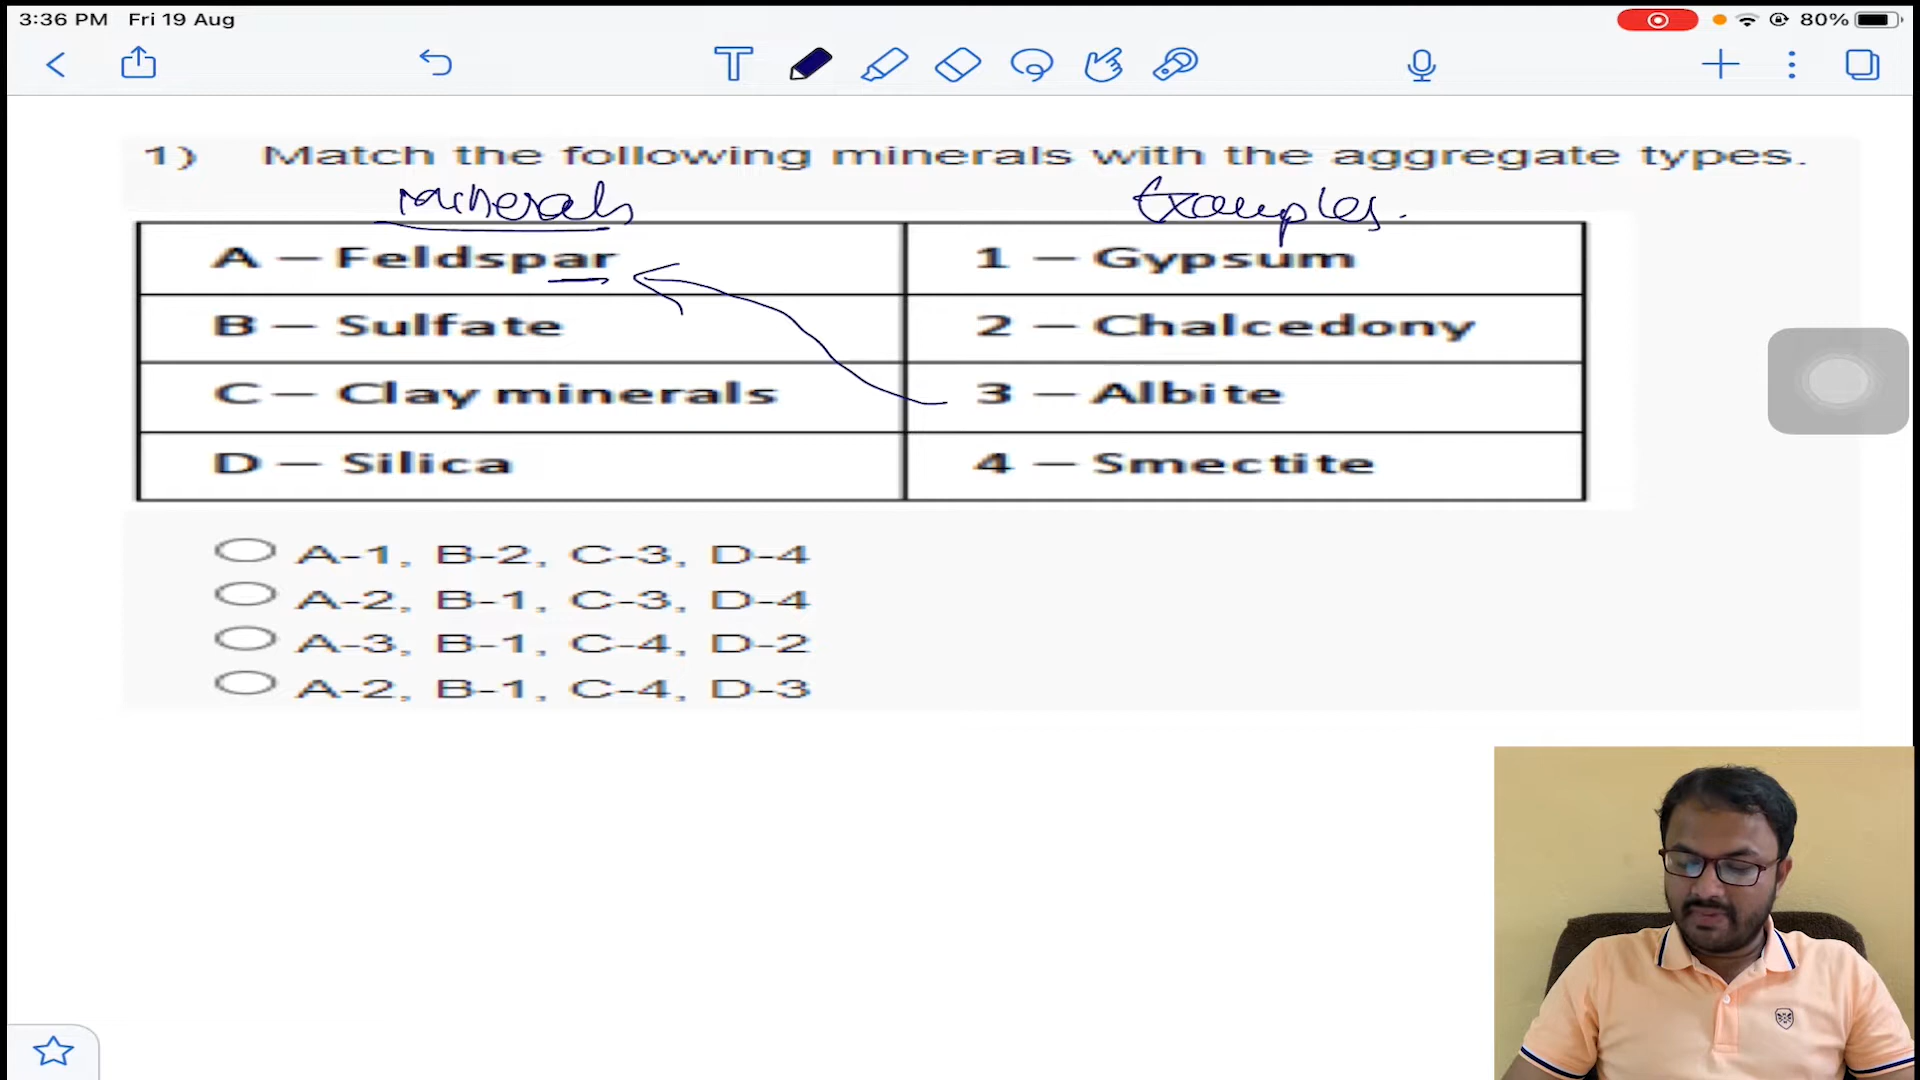 3:36 PM Fri 19 Aug 80%
T
1) Match the following minerals with the aggregate types.
Minerals Examples.
A – Feldspar 1 – Gypsum
B – Sulfate 2 – Chalcedony
C – Clay minerals 3 – Albite
D – Silica 4 – Smectite
A-1, B-2, C-3, D-4
A-2, B-1, C-3, D-4
A-3, B-1, C-4, D-2
A-2, B-1, C-4, D-3